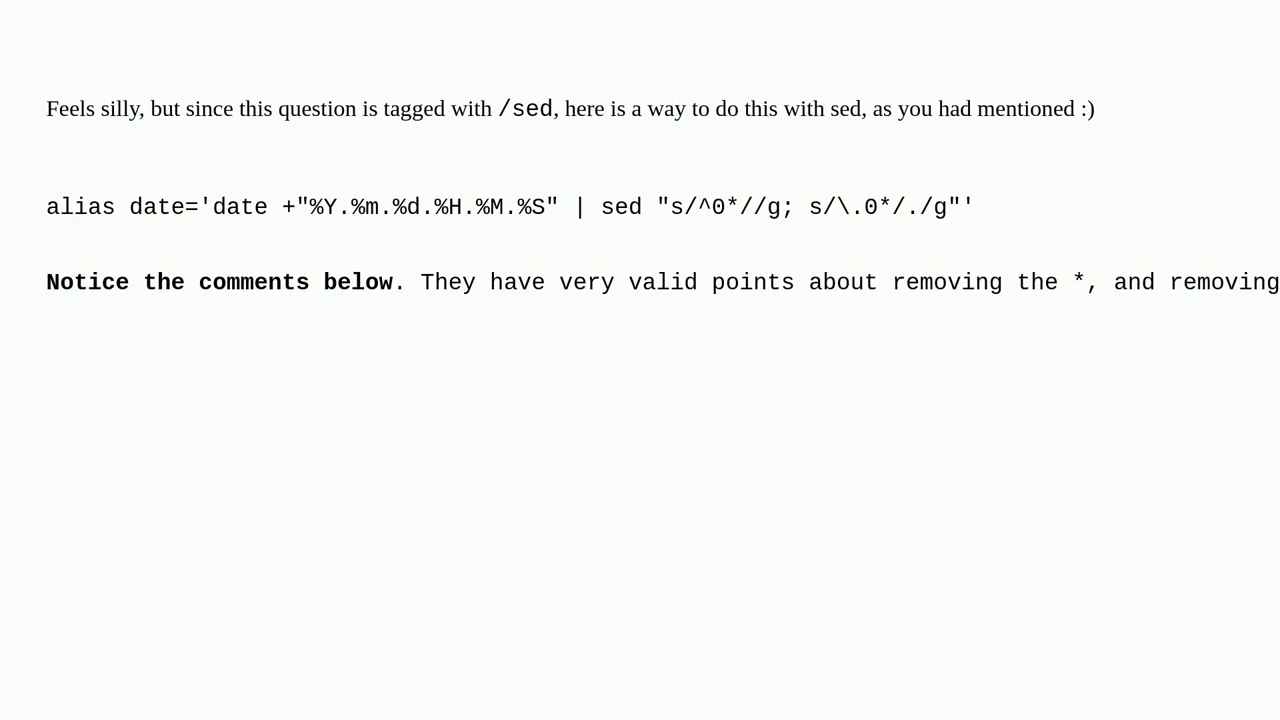 Feels silly, but since this question is tagged with /sed, here is a way to do this with sed, as you had mentioned :)
alias date='date +"%Y.%m.%d.%H.%M.%S" | sed "s/^0*//g; s/\.0*/./g"'
Notice the comments below. They have very valid points about removing the *, and removing